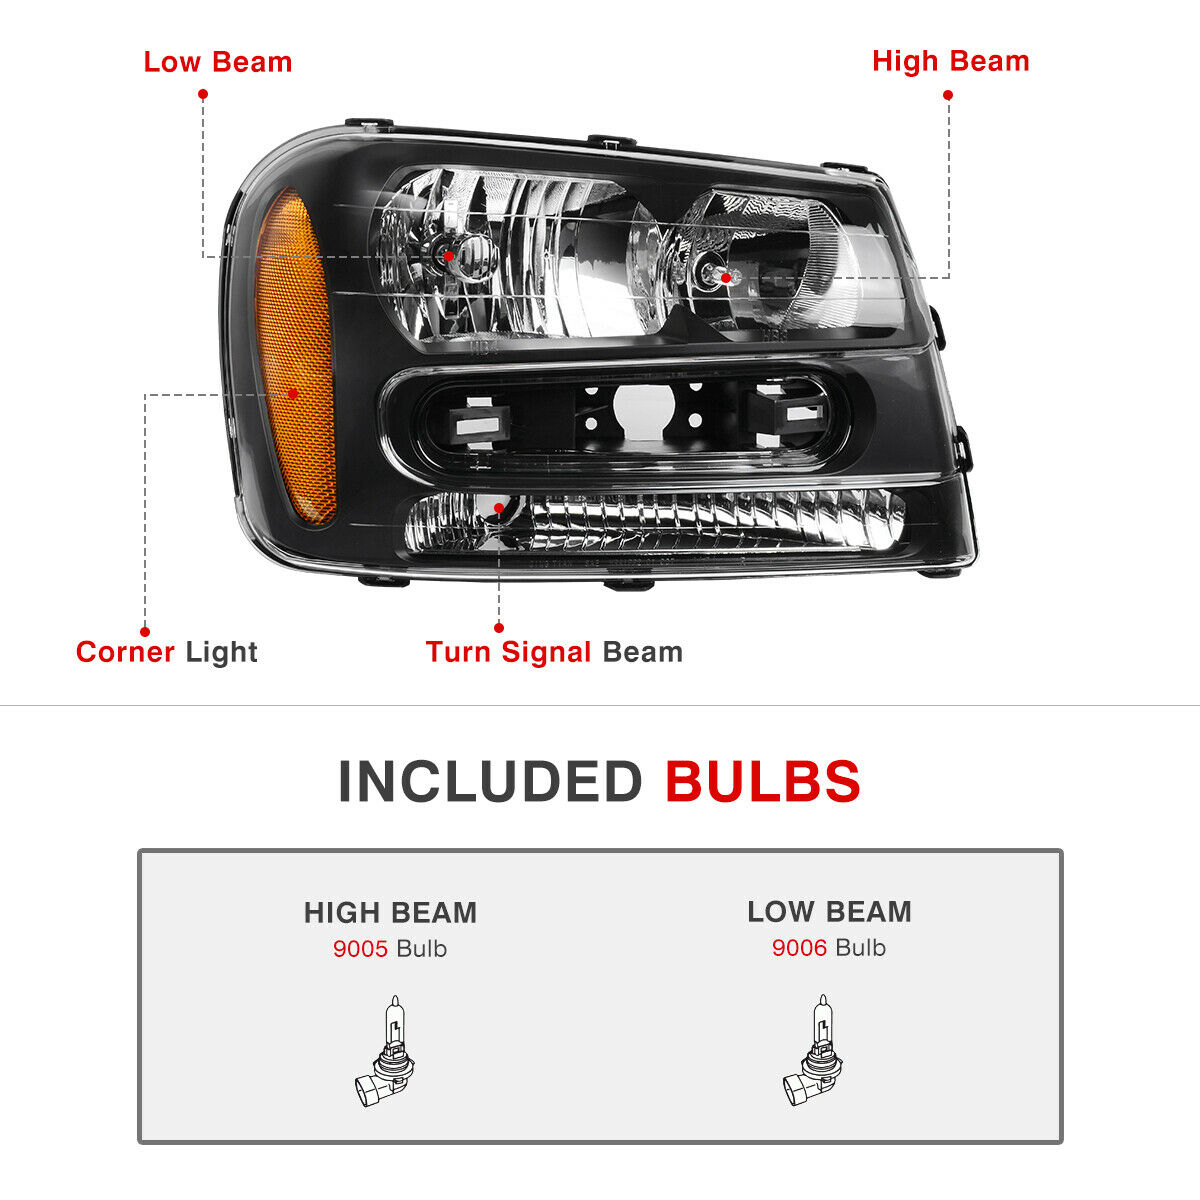 Low Beam
High Beam
Corner Light
Turn Signal Beam
INCLUDED BULBS
HIGH BEAM
LOW BEAM
9005 Bulb
9006 Bulb